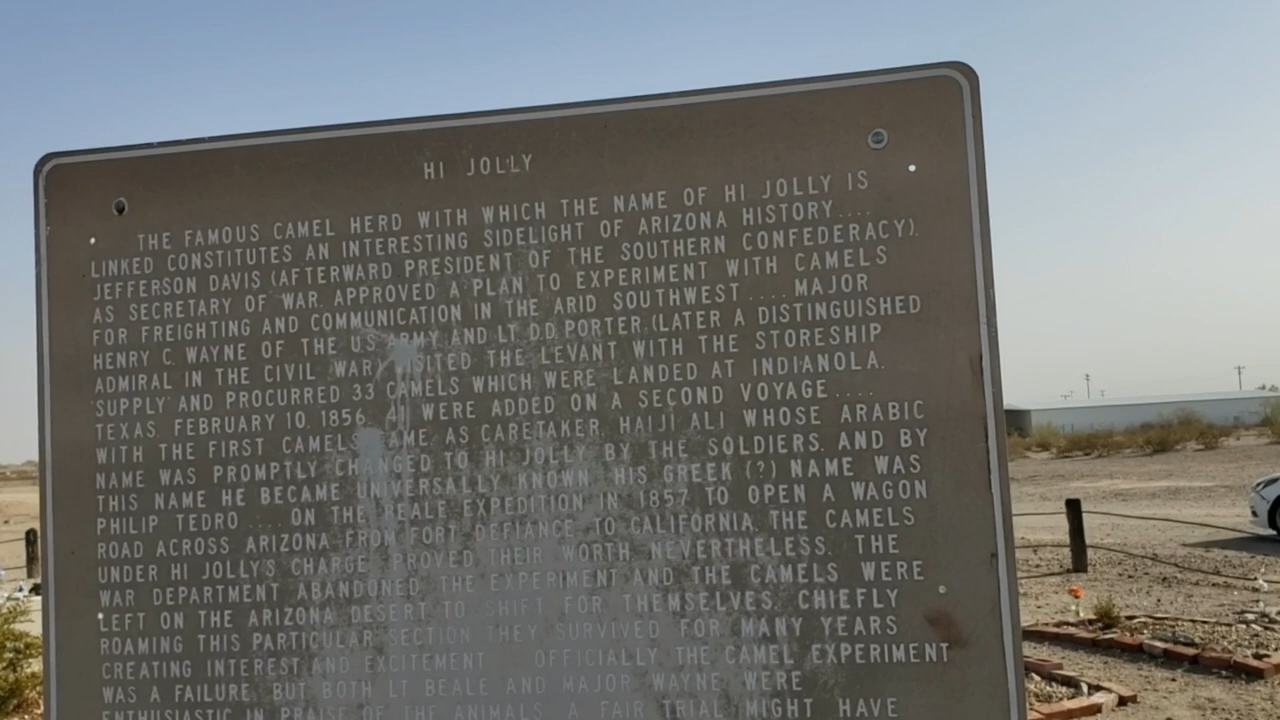 HI JOLLY
THE FAMOUS CAMEL HERD WITH WHICH THE NAME OF HI JOLLY IS
LINKED CONSTITUTES AN INTERESTING SIDELIGHT OF ARIZONA HISTORY....
JEFFERSON DAVIS (AFTERWARD PRESIDENT OF THE SOUTHERN CONFEDERACY).
AS SECRETARY OF WAR. APPROVED A PLAN TO EXPERIMENT WITH CAMELS
FOR FREIGHTING AND COMMUNICATION IN THE ARID SOUTHWEST .... MAJOR
HENRY C. WAYNE OF THE U.S ARMY AND LT. D.D. PORTER (LATER A DISTINGUISHED
ADMIRAL IN THE CIVIL WAR) VISITED THE LEVANT WITH THE STORESHIP
"SUPPLY" AND PROCURRED 33 CAMELS WHICH WERE LANDED AT INDIANOLA.
TEXAS. FEBRUARY 10, 1856. 41 WERE ADDED ON A SECOND VOYAGE ....
WITH THE FIRST CAMELS CAME, AS CARETAKER, HAIJI ALI WHOSE ARABIC
NAME WAS PROMPTLY CHANGED TO HI JOLLY BY THE SOLDIERS. AND BY
THIS NAME HE BECAME UNIVERSALLY KNOWN. HIS GREEK (?) NAME WAS
PHILIP TEDRO .... ON THE BEALE EXPEDITION IN 1857 TO OPEN A WAGON
ROAD ACROSS ARIZONA FROM FORT DEFIANCE TO CALIFORNIA, THE CAMELS
UNDER HI JOLLY'S CHARGE PROVED THEIR WORTH. NEVERTHELESS. THE
WAR DEPARTMENT ABANDONED THE EXPERIMENT AND THE CAMELS WERE
LEFT ON THE ARIZONA DESERT TO SHIFT FOR THEMSELVES. CHIEFLY
ROAMING THIS PARTICULAR SECTION THEY SURVIVED FOR MANY YEARS
CREATING INTEREST AND EXCITEMENT OFFICIALLY THE CAMEL EXPERIMENT
WAS A FAILURE, BUT BOTH LT BEALE AND MAJOR WAYNE WERE
ENTHUSIASTIC IN PRAISE OF THE ANIMALS. A FAIR TRIAL MIGHT HAVE